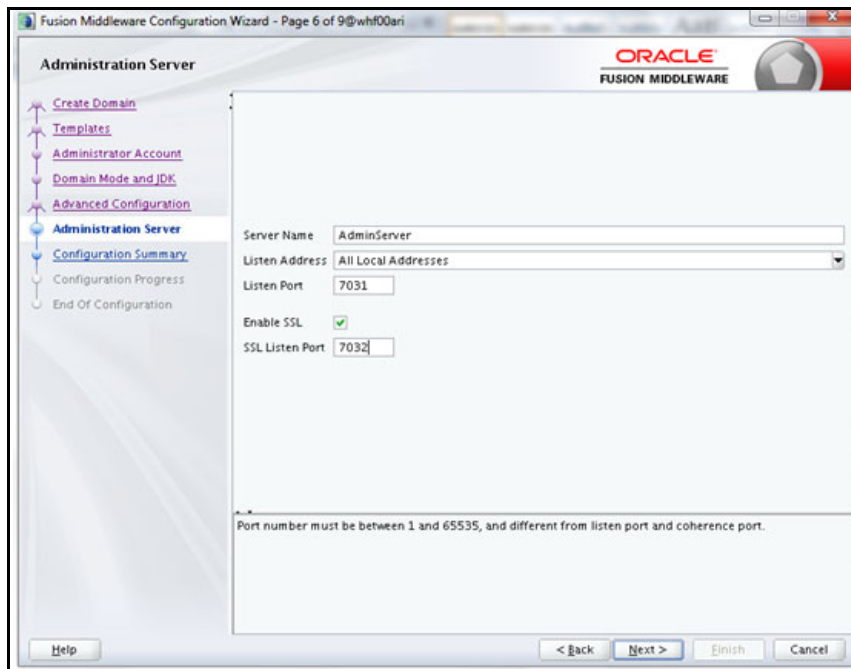 Fusion Middleware Configuration Wizard - Page 6 of 9@whf00ari
Administration Server
ORACLE
FUSION MIDDLEWARE
Create Domain
Templates
Administrator Account
Domain Mode and JDK
Advanced Configuration
Administration Server
Configuration Summary
Configuration Progress
End Of Configuration
Server Name AdminServer
Listen Address All Local Addresses
Listen Port 7031
Enable SSL
SSL Listen Port 7032
Port number must be between 1 and 65535, and different from listen port and coherence port.
Help < Back Next > Finish Cancel